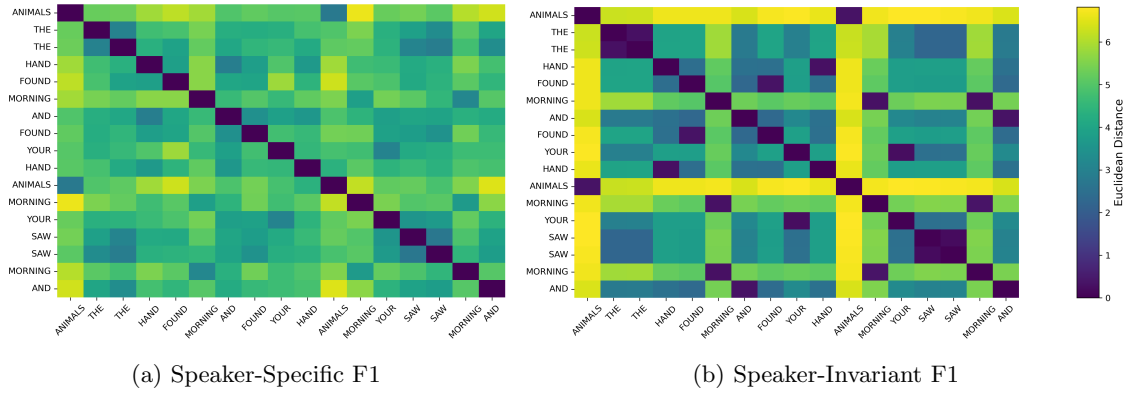 ANIMALS
THE
THE
HAND
FOUND
MORNING
AND
FOUND
YOUR
HAND
ANIMALS
MORNING
YOUR
SAW
SAW
MORNING
AND
ANIMALS THE THE HAND FOUND MORNING AND FOUND YOUR HAND ANIMALS MORNING YOUR SAW SAW MORNING AND
(a) Speaker-Specific F1
ANIMALS
THE
THE
HAND
FOUND
MORNING
AND
FOUND
YOUR
HAND
ANIMALS
MORNING
YOUR
SAW
SAW
MORNING
AND
ANIMALS THE THE HAND FOUND MORNING AND FOUND YOUR HAND ANIMALS MORNING YOUR SAW SAW MORNING AND
(b) Speaker-Invariant F1
6
5
4
3
2
1
0
Euclidean Distance